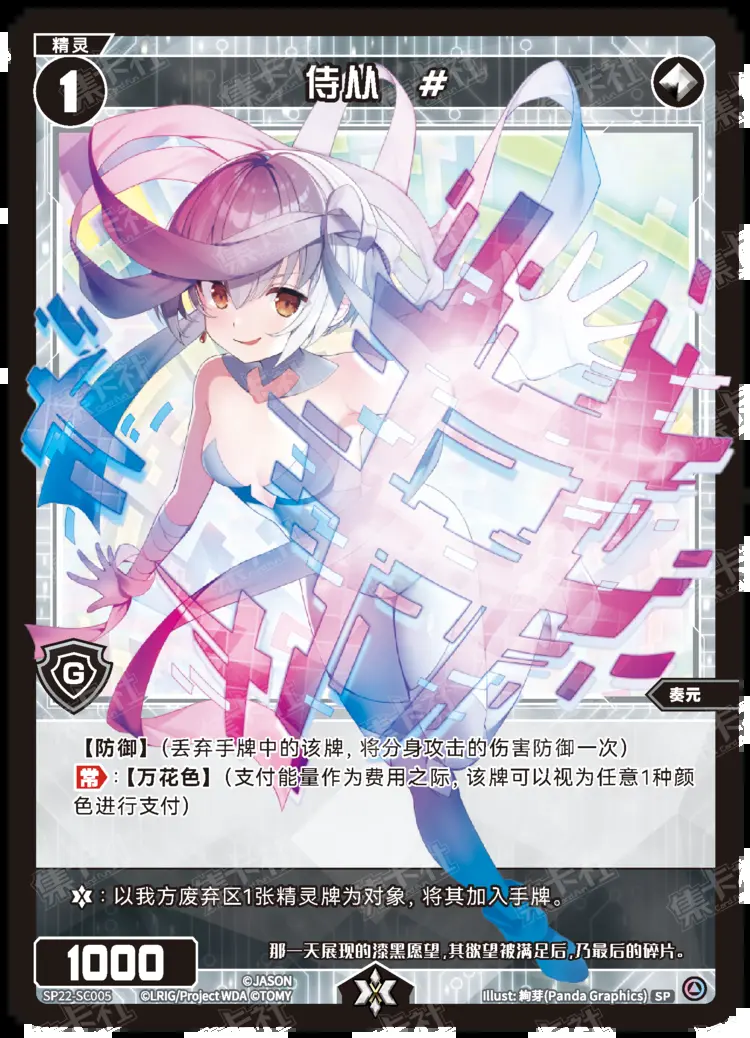 精灵
1
侍从 #
G
奏元
【防御】（丢弃手牌中的该牌, 将分身攻击的伤害防御一次）
常：【万花色】（支付能量作为费用之际, 该牌可以视为任意1种颜
色进行支付）
：以我方废弃区1张精灵牌为对象, 将其加入手牌。
那一天展现的漆黑愿望,其欲望被满足后,乃最后的碎片。
1000
©JASON
SP22-SC005 ©LRIG/Project WDA ©TOMY
Illust: 絢芽(Panda Graphics) SP
集卡社